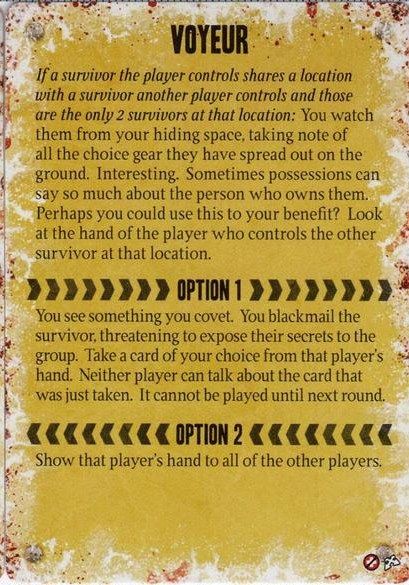 VOYEUR
If a survivor the player controls shares a location
with a survivor another player controls and those
are the only 2 survivors at that location: You watch
them from your hiding space, taking note of
all the choice gear they have spread out on the
ground. Interesting. Sometimes possessions can
say so much about the person who owns them.
Perhaps you could use this to your benefit? Look
at the hand of the player who controls the other
survivor at that location.
OPTION 1
You see something you covet. You blackmail the
survivor, threatening to expose their secrets to the
group. Take a card of your choice from that player's
hand. Neither player can talk about the card that
was just taken. It cannot be played until next round.
OPTION 2
Show that player's hand to all of the other players.